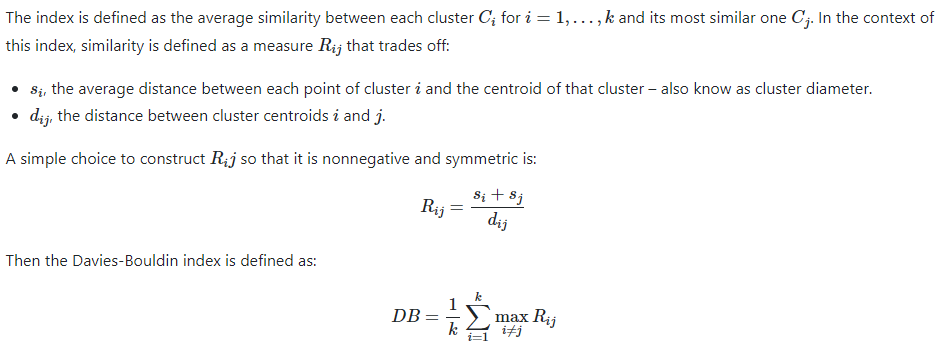 The index is defined as the average similarity between each cluster $C_i$ for $i = 1, \ldots, k$ and its most similar one $C_j$. In the context of
this index, similarity is defined as a measure $R_{ij}$ that trades off:
• $s_i$, the average distance between each point of cluster $i$ and the centroid of that cluster – also know as cluster diameter.
• $d_{ij}$, the distance between cluster centroids $i$ and $j$.
A simple choice to construct $R_i j$ so that it is nonnegative and symmetric is:
$R_{ij} = \frac{s_i + s_j}{d_{ij}}$
Then the Davies-Bouldin index is defined as:
$DB = \frac{1}{k} \sum_{i=1}^{k} \max_{i \neq j} R_{ij}$